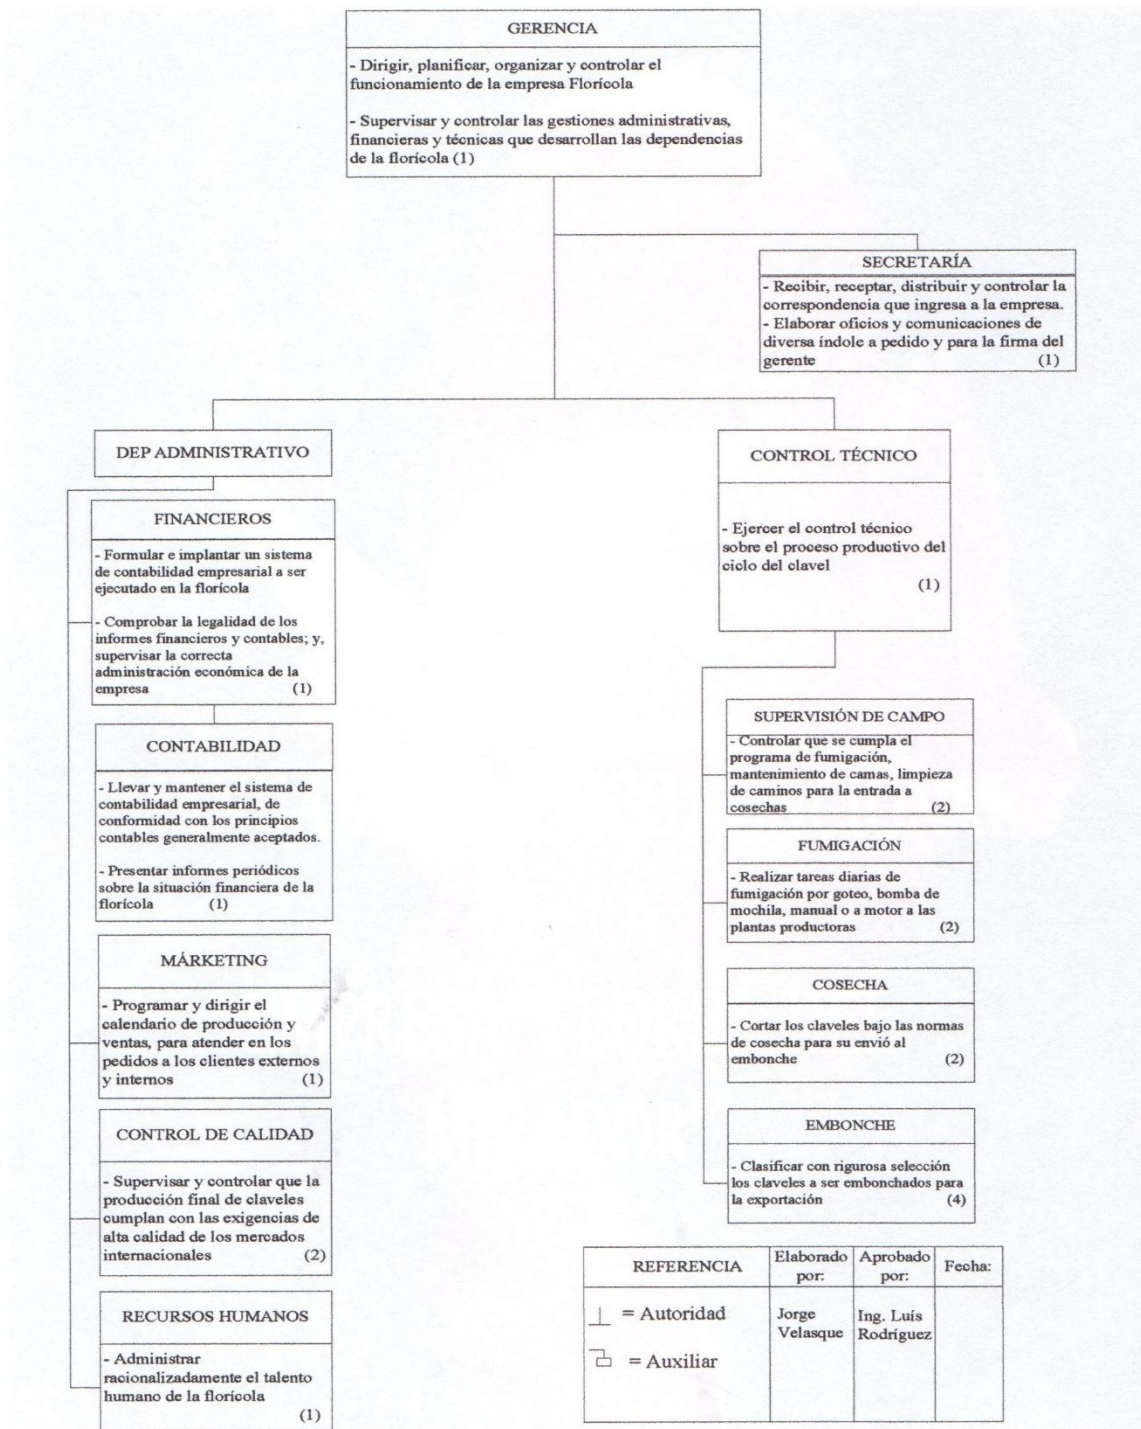 GERENCIA
- Dirigir, planificar, organizar y controlar el
funcionamiento de la empresa Florícola
- Supervisar y controlar las gestiones administrativas,
financieras y técnicas que desarrollan las dependencias
de la florícola (1)
SECRETARÍA
- Recibir, receptar, distribuir y controlar la
correspondencia que ingresa a la empresa.
- Elaborar oficios y comunicaciones de
diversa índole a pedido y para la firma del
gerente (1)
DEP ADMINISTRATIVO
FINANCIEROS
- Formular e implantar un sistema
de contabilidad empresarial a ser
ejecutado en la florícola
- Comprobar la legalidad de los
informes financieros y contables; y,
supervisar la correcta
administración económica de la
empresa (1)
CONTABILIDAD
- Llevar y mantener el sistema de
contabilidad empresarial, de
conformidad con los principios
contables generalmente aceptados.
- Presentar informes periódicos
sobre la situación financiera de la
florícola (1)
MÁRKETING
- Programar y dirigir el
calendario de producción y
ventas, para atender en los
pedidos a los clientes externos
y internos (1)
CONTROL DE CALIDAD
- Supervisar y controlar que la
producción final de claveles
cumplan con las exigencias de
alta calidad de los mercados
internacionales (2)
RECURSOS HUMANOS
- Administrar
racionalizadamente el talento
humano de la florícola
(1)
CONTROL TÉCNICO
- Ejercer el control técnico
sobre el proceso productivo del
ciclo del clavel
(1)
SUPERVISIÓN DE CAMPO
- Controlar que se cumpla el
programa de fumigación,
mantenimiento de camas, limpieza
de caminos para la entrada a
cosechas (2)
FUMIGACIÓN
- Realizar tareas diarias de
fumigación por goteo, bomba de
mochila, manual o a motor a las
plantas productoras (2)
COSECHA
- Cortar los claveles bajo las normas
de cosecha para su envió al
embonche (2)
EMBONCHE
- Clasificar con rigurosa selección
los claveles a ser embonchados para
la exportación (4)
REFERENCIA
= Autoridad
= Auxiliar
Elaborado
por:
Jorge
Velasque
Aprobado
por:
Ing. Luís
Rodríguez
Fecha: